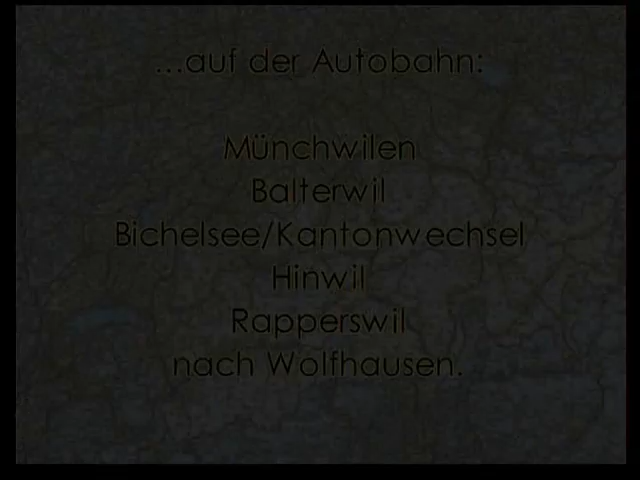 ...auf der Autobahn:
Münchwilen
Balterwil
Bichelsee/Kantonwechsel
Hinwil
Rapperswil
nach Wolfhausen.